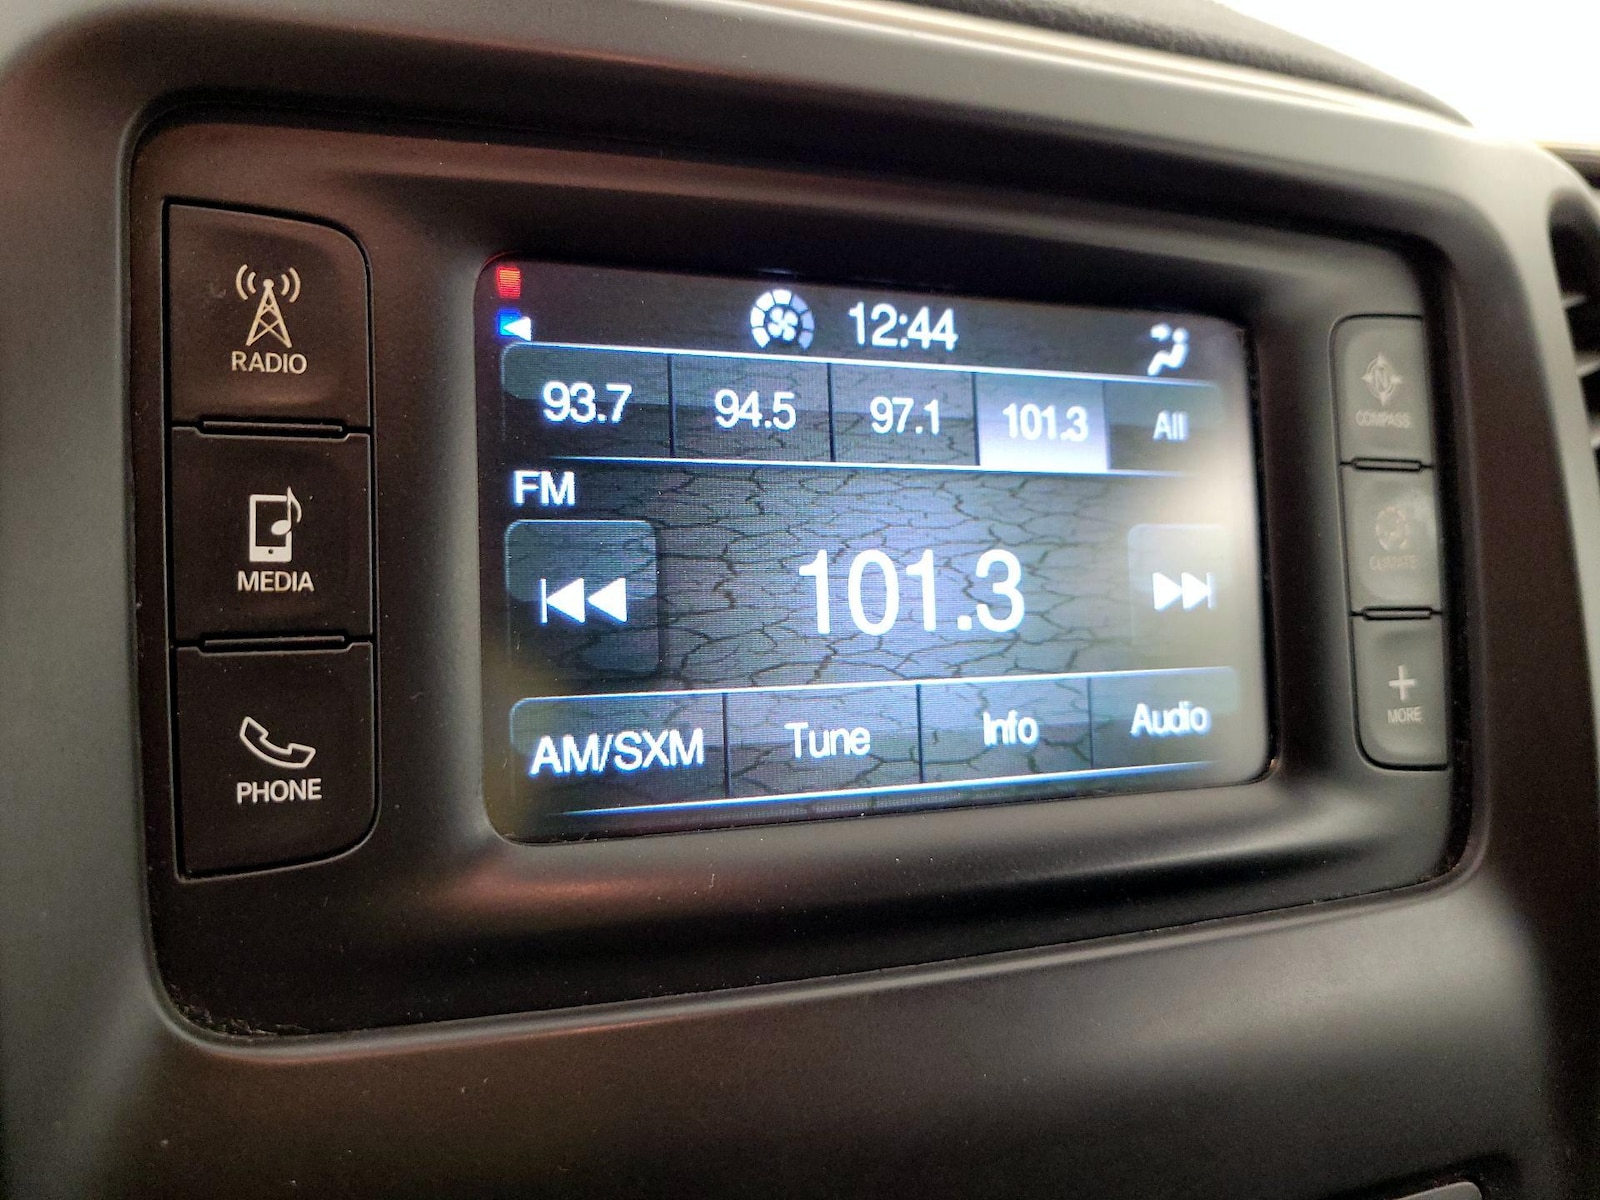 RADIO
MEDIA
PHONE
12:44
93.7 94.5 97.1 101.3 All
FM
101.3
AM/SXM Tune Info Audio
N
COMPASS
CLIMATE
MORE